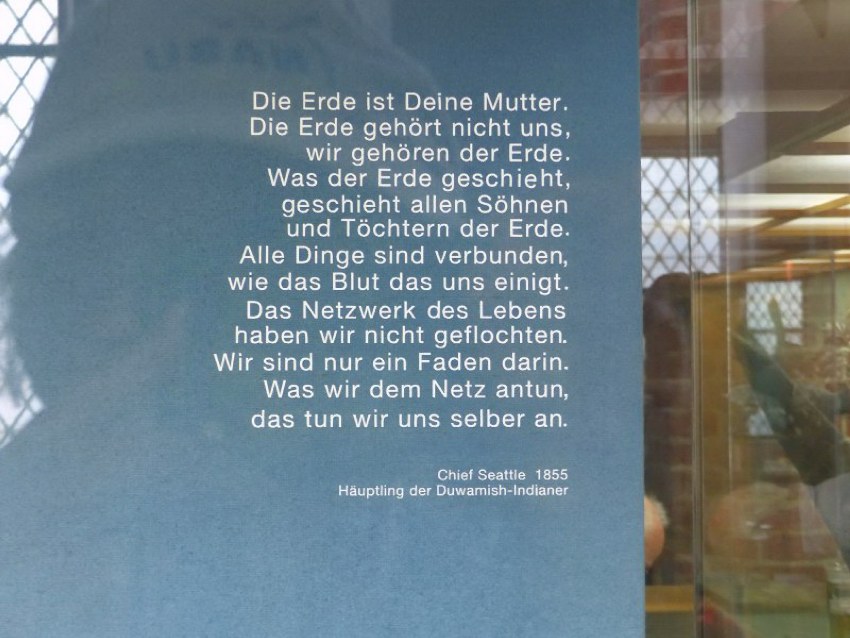 Die Erde ist Deine Mutter.
Die Erde gehört nicht uns,
wir gehören der Erde.
Was der Erde geschieht,
geschieht allen Söhnen
und Töchtern der Erde.
Alle Dinge sind verbunden,
wie das Blut das uns einigt.
Das Netzwerk des Lebens
haben wir nicht geflochten.
Wir sind nur ein Faden darin.
Was wir dem Netz antun,
das tun wir uns selber an.
Chief Seattle 1855
Häuptling der Duwamish-Indianer